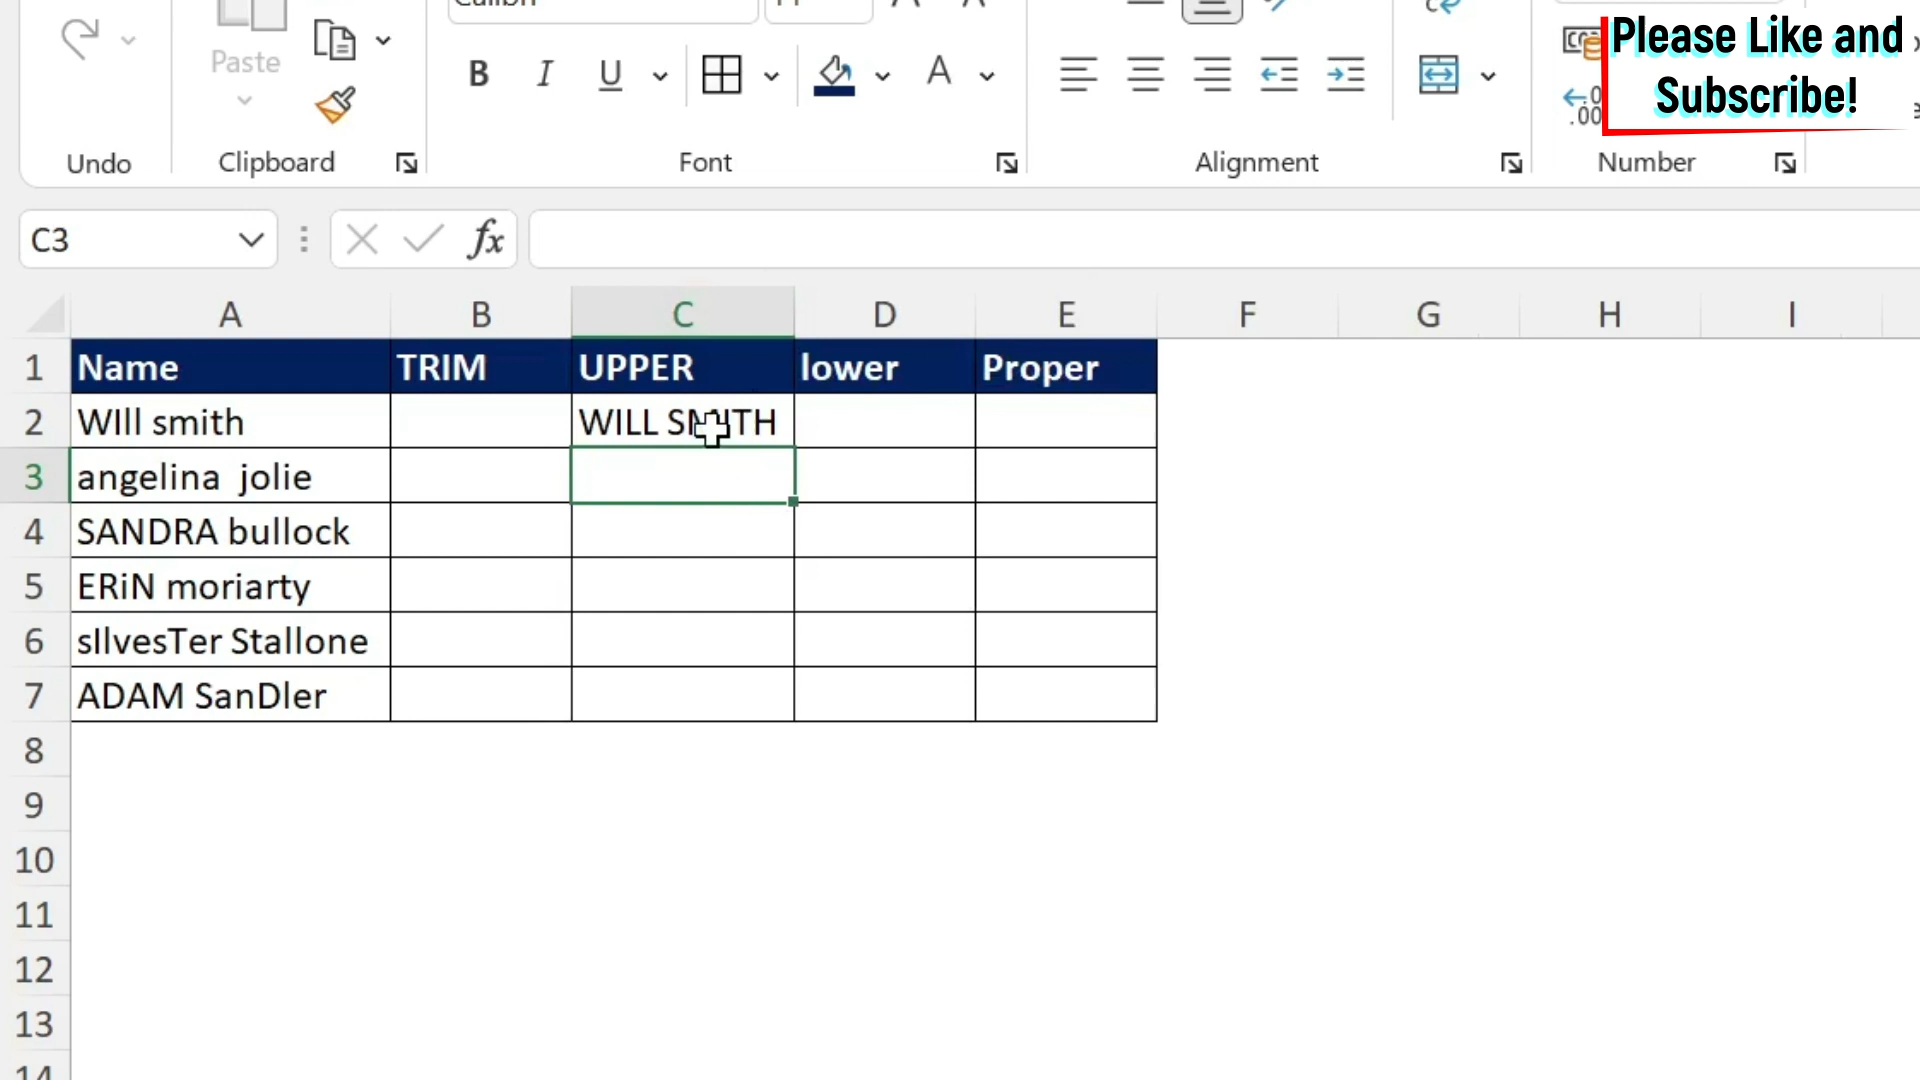 Please Like and
Subscribe!
Paste
B I U A
.00
Undo Clipboard Font Alignment Number
C3 fx
A B C D E F G H I
1 Name TRIM UPPER lower Proper
2 WIll smith WILL SMITH
3 angelina  jolie
4 SANDRA bullock
5 ERiN moriarty
6 sIlvesTer Stallone
7 ADAM SanDler
8
9
10
11
12
13
14